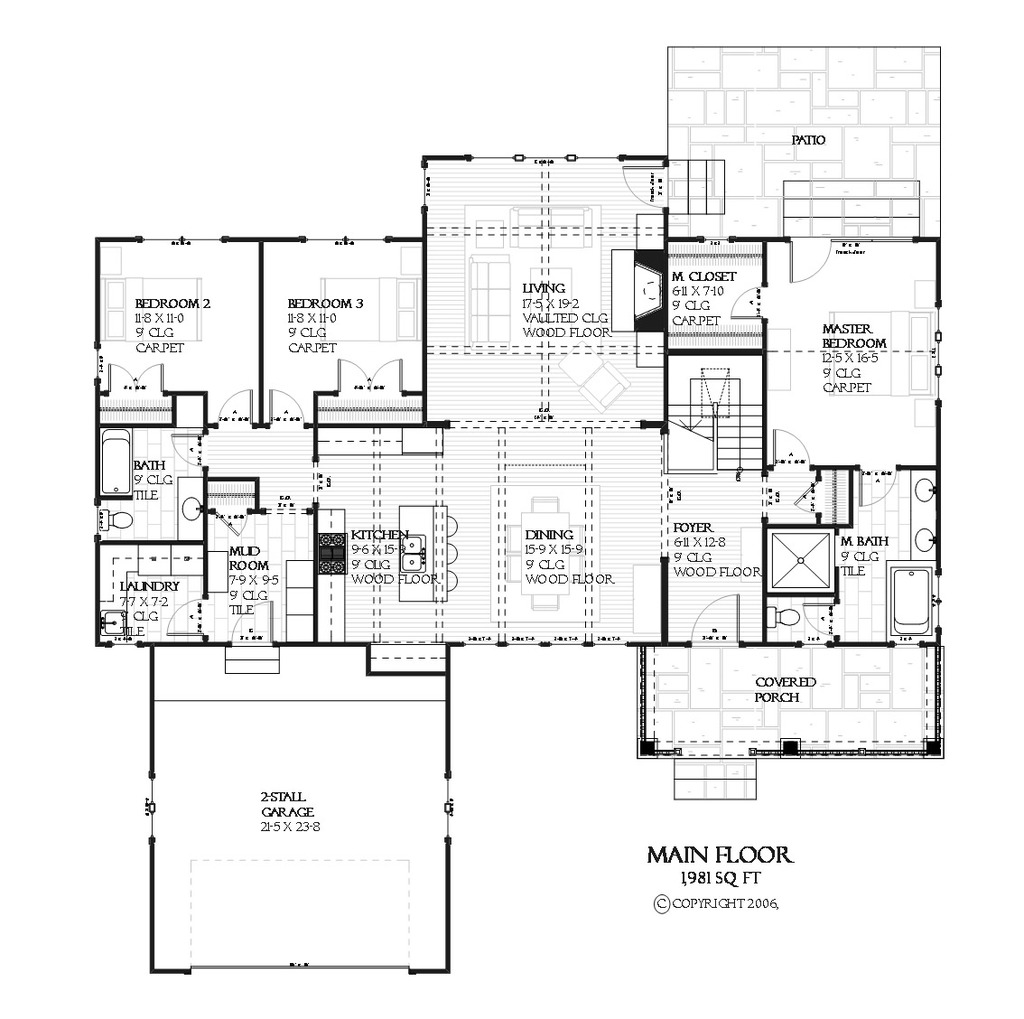 PATIO
LIVING
17-5 X 19-2
VAULTED CLG
WOOD FLOOR
M. CLOSET
6-11 X 7-10
9' CLG
CARPET
BEDROOM 2
11-8 X 11-0
9' CLG
CARPET
BEDROOM 3
11-8 X 11-0
9' CLG
CARPET
MASTER
BEDROOM
12-5 X 16-5
9' CLG
CARPET
BATH
9' CLG
TILE
KITCHEN
9-6 X 15-9
9' CLG
WOOD FLOOR
DINING
15-9 X 15-9
9' CLG
WOOD FLOOR
FOYER
6-11 X 12-8
9' CLG
WOOD FLOOR
M. BATH
9' CLG
TILE
MUD
ROOM
7-9 X 9-5
9' CLG
TILE
LAUNDRY
7-7 X 7-2
CLG
TILE
COVERED
PORCH
2-STALL
GARAGE
21-5 X 23-8
MAIN FLOOR
1,981 SQ FT
© COPYRIGHT 2006,